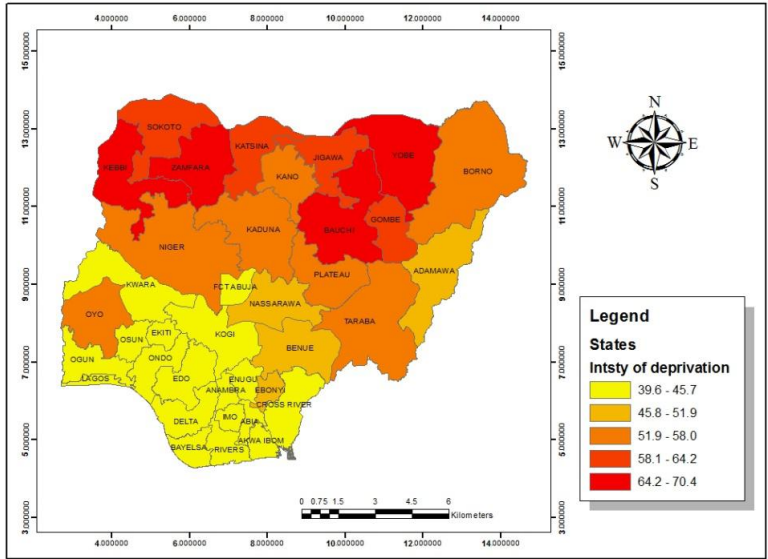 4.000000 6.000000 8.000000 10.000000 12.000000 14.000000
15.000000
13.000000
11.000000
9.000000
7.000000
5.000000
3.000000
SOKOTO
KATSINA
KEBBI
ZAMFARA
JIGAWA
YOBE
KANO
BORNO
GOMBE
BAUCHI
KADUNA
NIGER
PLATEAU
ADAMAWA
KWARA
FCTABUJA
NASSARAWA
OYO
TARABA
KOGI
OSUN
EKITI
BENUE
OGUN
ONDO
LAGOS
EDO
ENUGU
ANAMBRA
EBONYI
CROSS RIVER
DELTA
IMO
ABIA
AKWA IBOM
BAYELSA
RIVERS
N
W E
S
Legend
States
Intsty of deprivation
39.6 - 45.7
45.8 - 51.9
51.9 - 58.0
58.1 - 64.2
64.2 - 70.4
0 0.75 1.5 3 4.5 6
Kilometers
15.000000
13.000000
11.000000
9.000000
7.000000
5.000000
3.000000
4.000000 6.000000 8.000000 10.000000 12.000000 14.000000